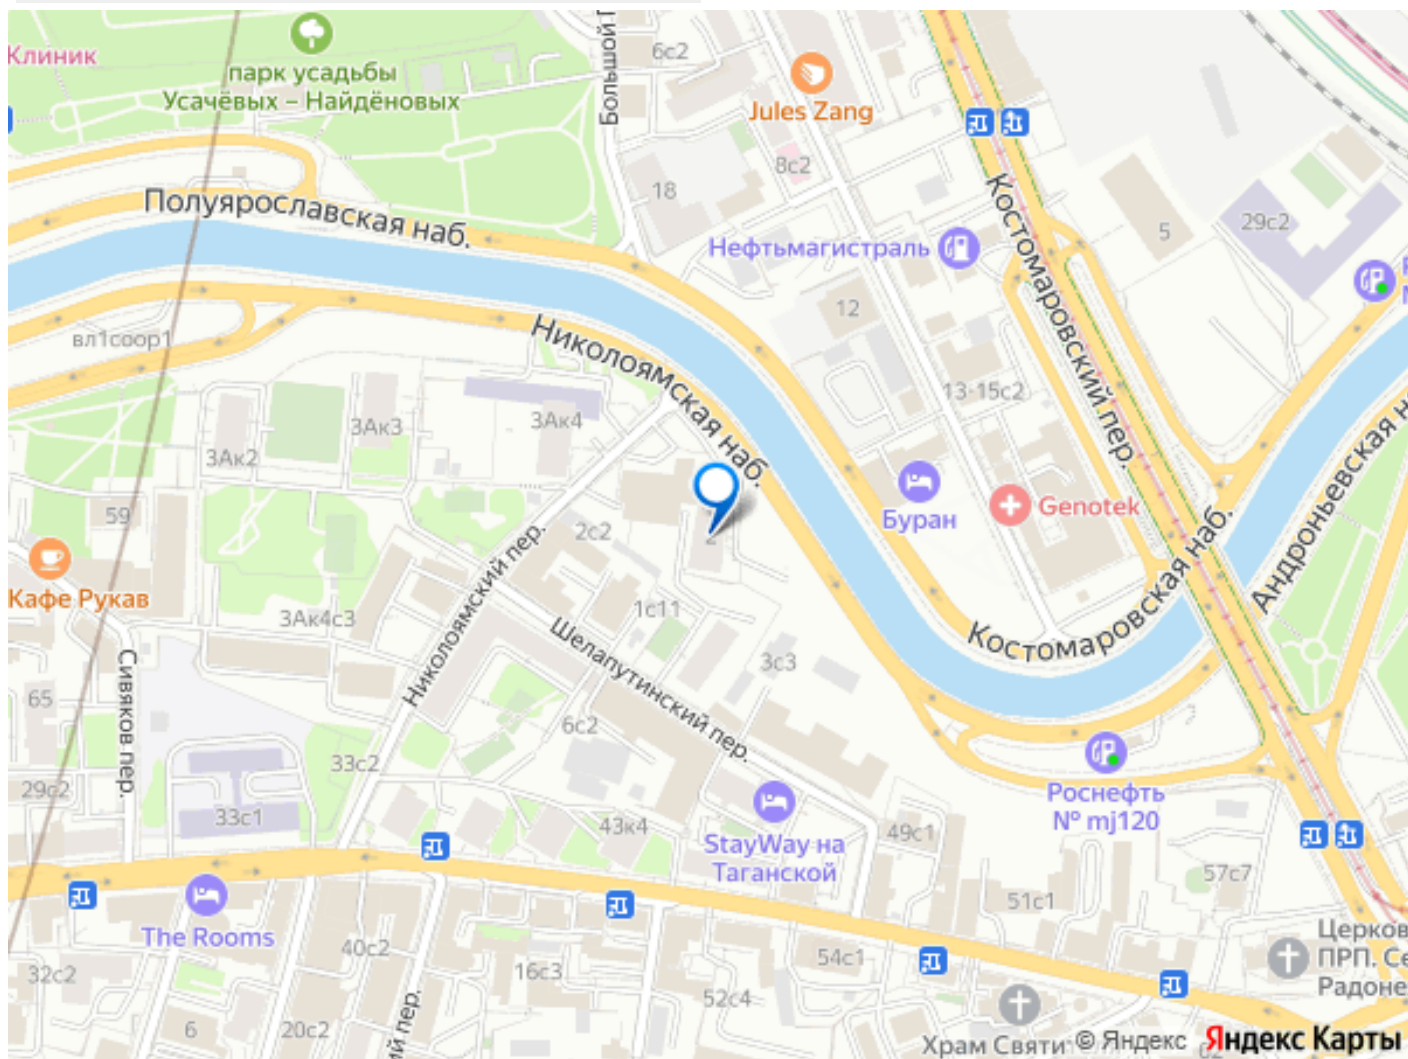 Клиник
парк усадьбы
Усачёвых – Найдёновых
Большой
6с2
Jules Zang
8с2
18
Полуярославская наб.
Нефтьмагистраль
Костомаровский пер.
5
29с2
12
вл1соор1
Николоямская наб.
13-15с2
3Ак4
3Ак3
3Ак2
59
Буран
Genotek
Андроньевская
2с2
2
Николоямский пер.
Кафе Рукав
3Ак4с3
1с11
Шелапутинский пер.
3с3
Костомаровская наб.
Сивяков пер.
65
6с2
33с2
29с2
33с1
43к4
StayWay на
Таганской
49с1
Роснефть
№ mj120
57с7
51с1
The Rooms
40с2
16с3
54с1
52с4
32с2
6
20с2
пер.
Церков
ПРП. Се
Радоне
Храм Святи
© Яндекс
Яндекс Карты